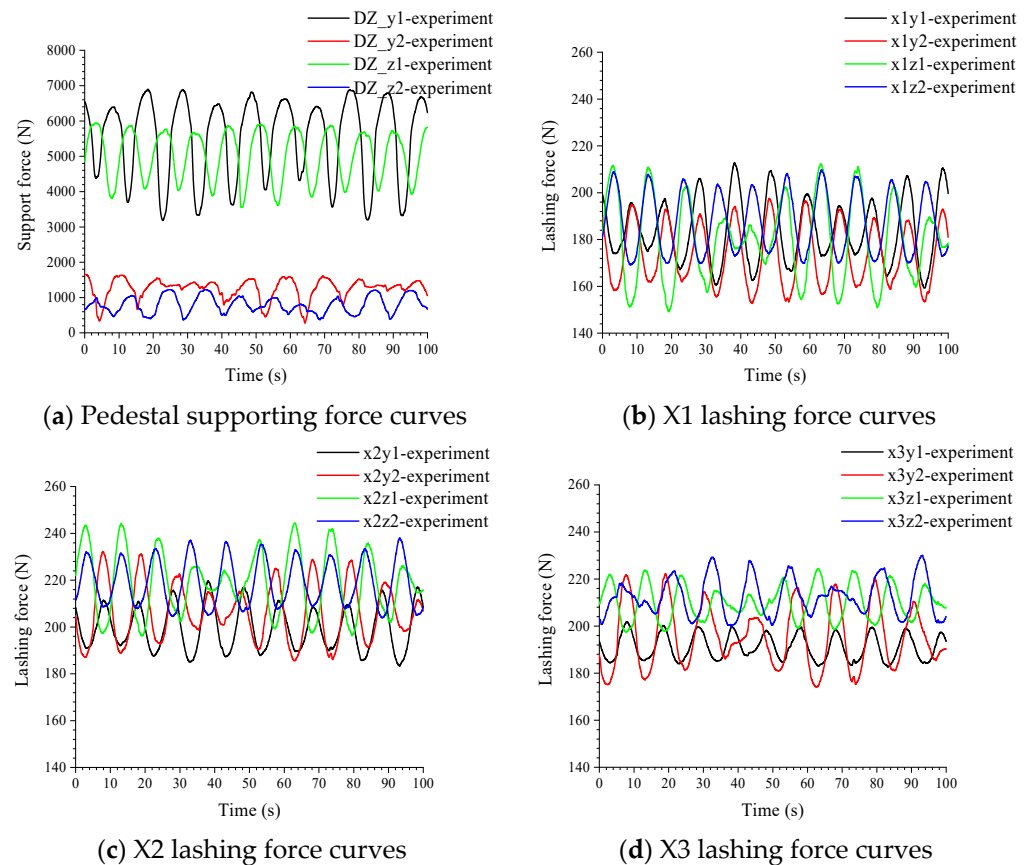 DZ_y1-experiment
DZ_y2-experiment
DZ_z1-experiment
DZ_z2-experiment
8000
7000
6000
5000
4000
3000
2000
1000
0
Support force (N)
0 10 20 30 40 50 60 70 80 90 100
Time (s)
(a) Pedestal supporting force curves
x1y1-experiment
x1y2-experiment
x1z1-experiment
x1z2-experiment
260
240
220
200
180
160
140
Lashing force (N)
0 10 20 30 40 50 60 70 80 90 100
Time (s)
(b) X1 lashing force curves
x2y1-experiment
x2y2-experiment
x2z1-experiment
x2z2-experiment
260
240
220
200
180
160
140
Lashing force (N)
0 10 20 30 40 50 60 70 80 90 100
Time (s)
(c) X2 lashing force curves
x3y1-experiment
x3y2-experiment
x3z1-experiment
x3z2-experiment
260
240
220
200
180
160
140
Lashing force (N)
0 10 20 30 40 50 60 70 80 90 100
Time (s)
(d) X3 lashing force curves